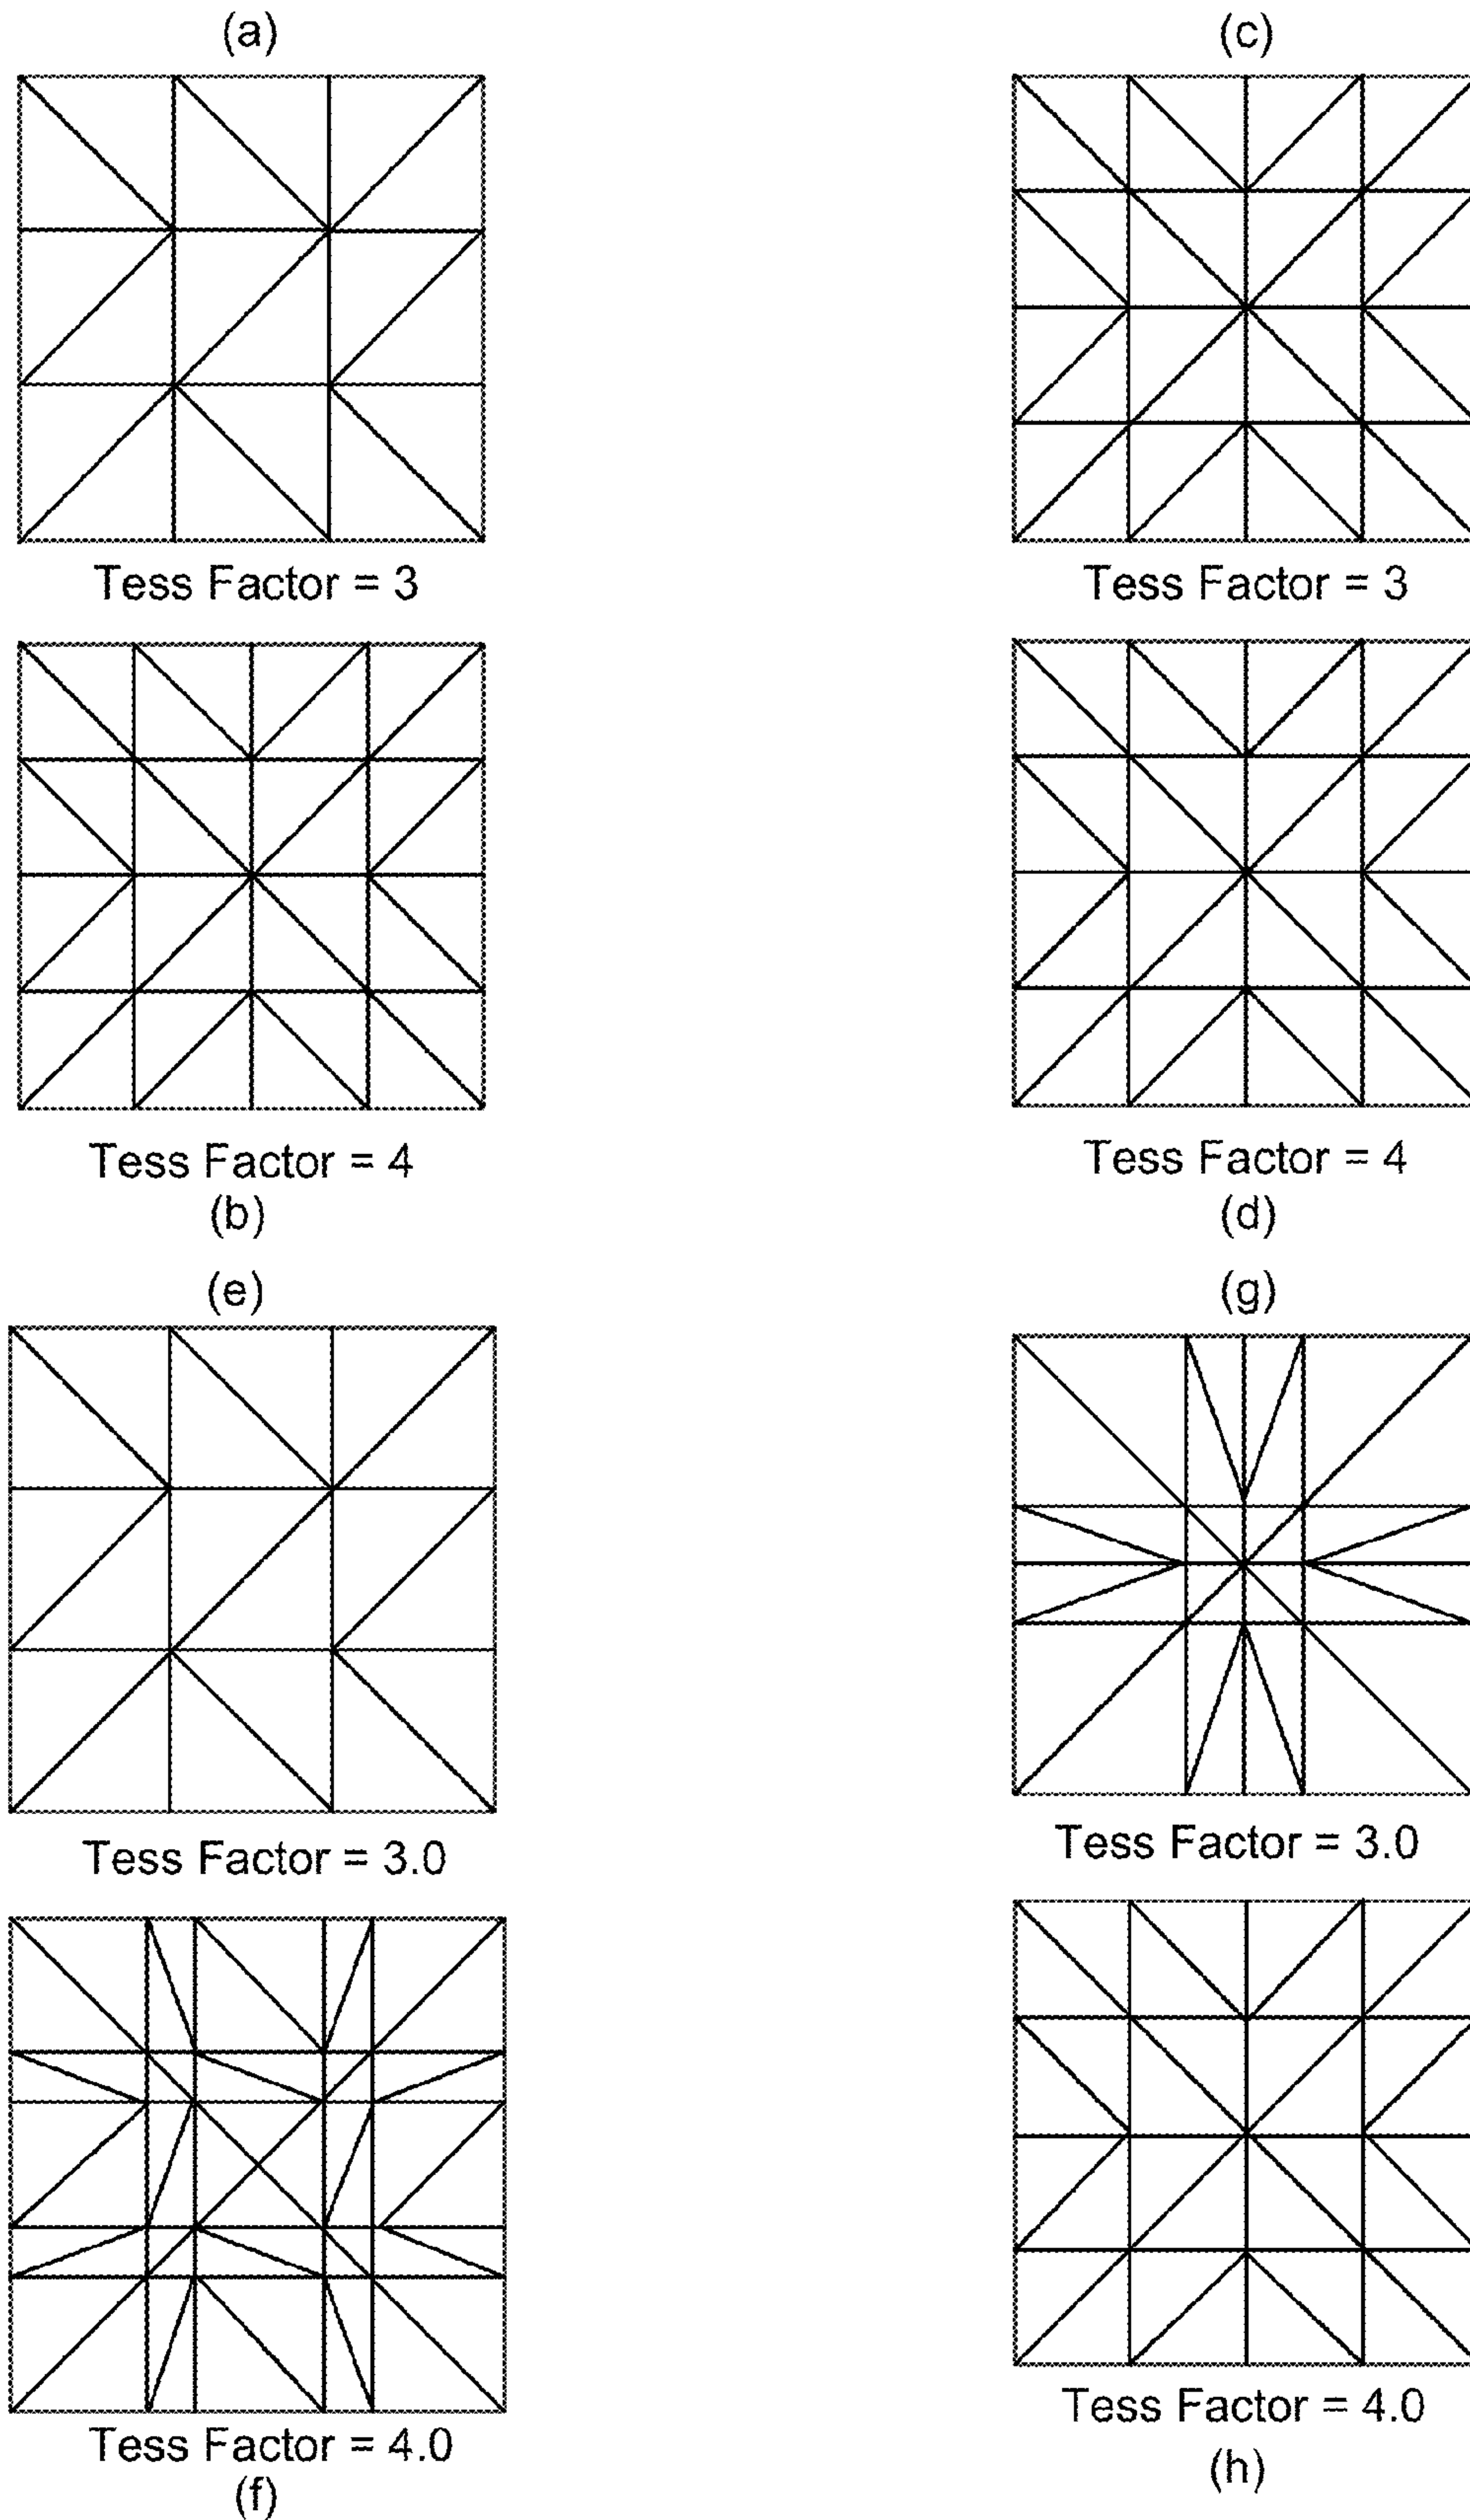 (a)
(c)
Tess Factor = 3
Tess Factor = 3
Tess Factor = 4
Tess Factor = 4
(b)
(d)
(e)
(g)
Tess Factor = 3.0
Tess Factor = 3.0
Tess Factor = 4.0
Tess Factor = 4.0
(f)
(h)